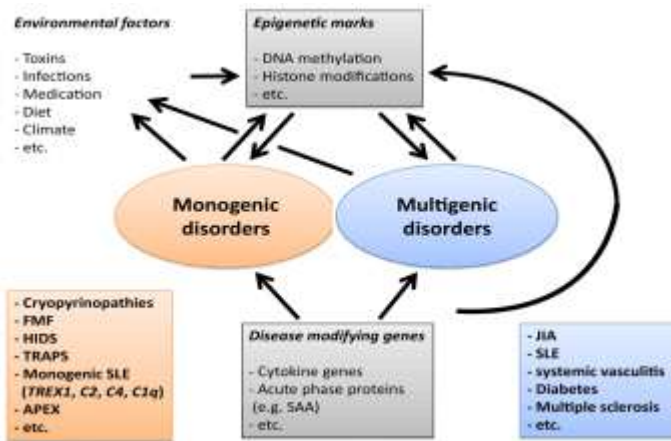 Environmental factors
- Toxins
- Infections
- Medication
- Diet
- Climate
- etc.
Epigenetic marks
- DNA methylation
- Histone modifications
- etc.
Monogenic
disorders
Multigenic
disorders
- Cryopyrinopathies
- FMF
- HIDS
- TRAPS
- Monogenic SLE
(TREX1, C2, C4, C1q)
- APEX
- etc.
Disease modifying genes
- Cytokine genes
- Acute phase proteins
(e.g. SAA)
- etc.
- JIA
- SLE
- systemic vasculitis
- Diabetes
- Multiple sclerosis
- etc.